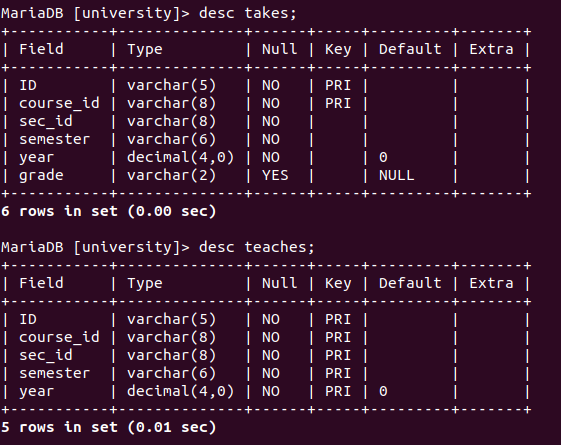 MariaDB [university]> desc takes;
+-----------+--------------+------+-----+---------+-------+
| Field     | Type         | Null | Key | Default | Extra |
+-----------+--------------+------+-----+---------+-------+
| ID        | varchar(5)   | NO   | PRI |         |       |
| course_id | varchar(8)   | NO   | PRI |         |       |
| sec_id    | varchar(8)   | NO   |     |         |       |
| semester  | varchar(6)   | NO   |     |         |       |
| year      | decimal(4,0) | NO   |     | 0       |       |
| grade     | varchar(2)   | YES  |     | NULL    |       |
+-----------+--------------+------+-----+---------+-------+
6 rows in set (0.00 sec)
MariaDB [university]> desc teaches;
+-----------+--------------+------+-----+---------+-------+
| Field     | Type         | Null | Key | Default | Extra |
+-----------+--------------+------+-----+---------+-------+
| ID        | varchar(5)   | NO   | PRI |         |       |
| course_id | varchar(8)   | NO   | PRI |         |       |
| sec_id    | varchar(8)   | NO   | PRI |         |       |
| semester  | varchar(6)   | NO   | PRI |         |       |
| year      | decimal(4,0) | NO   | PRI | 0       |       |
+-----------+--------------+------+-----+---------+-------+
5 rows in set (0.01 sec)